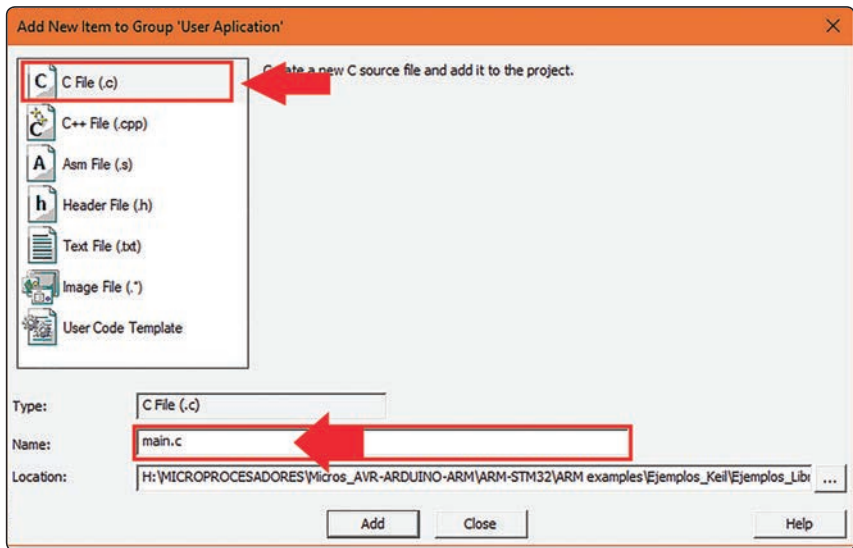 Add New Item to Group 'User Aplication'
C File (.c)
a new C source file and add it to the project.
C++ File (.cpp)
Asm File (.s)
Header File (.h)
Text File (.txt)
Image File (.*)
User Code Template
Type:
C File (.c)
Name:
main.c
Location:
H:\MICROPROCESADORES\Micros_AVR-ARDUINO-ARM\ARM-STM32\ARM examples\Ejemplos_Keil\Ejemplos_Libr
...
Add
Close
Help